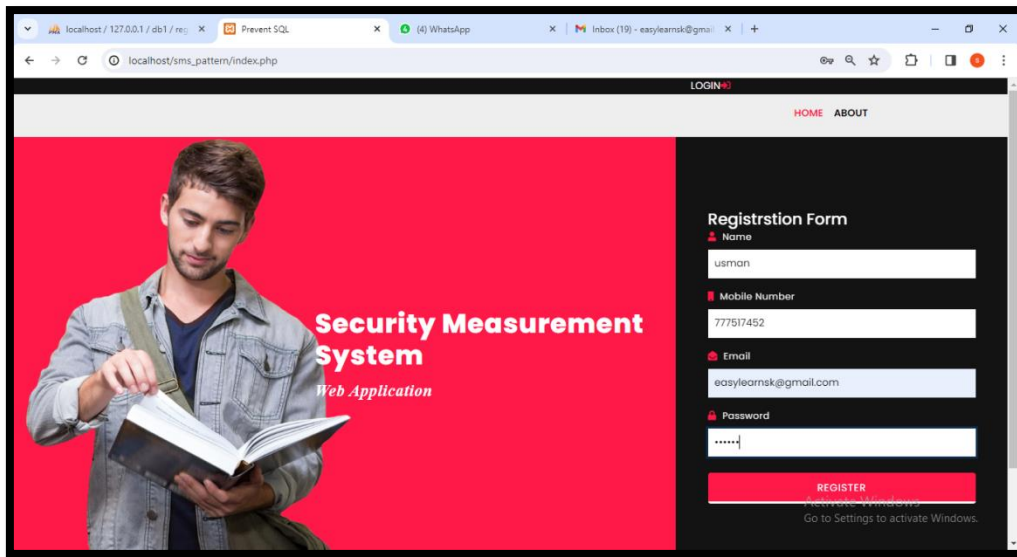 localhost / 127.0.0.1 / db1 / reg
Prevent SQL
(4) WhatsApp
Inbox (19) - easylearnsk@gmail
localhost/sms_pattern/index.php
LOGIN
HOME ABOUT
Registrstion Form
Name
usman
Mobile Number
777517452
Security Measurement
System
Web Application
Email
easylearnsk@gmail.com
Password
••••••
REGISTER
Activate Windows
Go to Settings to activate Windows.